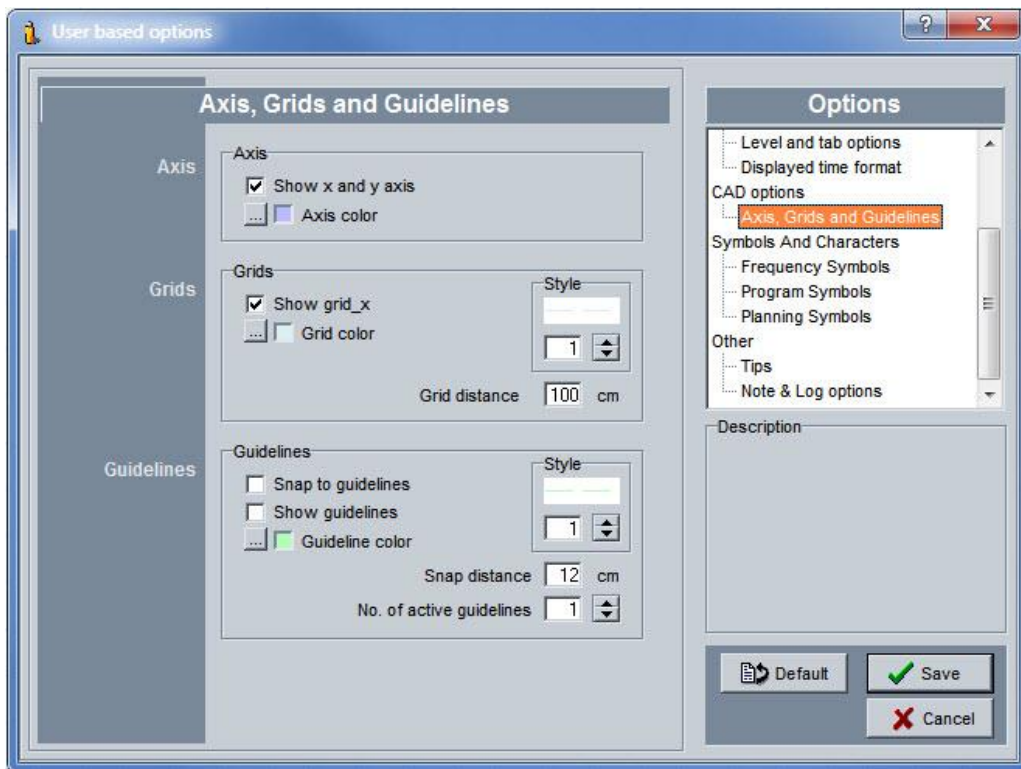 User based options
Axis, Grids and Guidelines
Axis
Axis
Show x and y axis
... Axis color
Grids
Grids
Show grid_x
... Grid color
Style
1
Grid distance 100 cm
Guidelines
Guidelines
Snap to guidelines
Show guidelines
... Guideline color
Style
1
Snap distance 12 cm
No. of active guidelines 1
Options
Level and tab options
Displayed time format
CAD options
Axis, Grids and Guidelines
Symbols And Characters
Frequency Symbols
Program Symbols
Planning Symbols
Other
Tips
Note & Log options
Description
Default
Save
Cancel